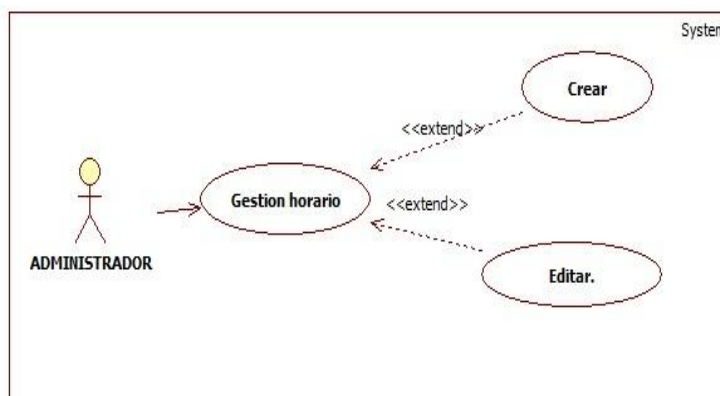 System
Crear
<<extend>>
Gestion horario
<<extend>>
ADMINISTRADOR
Editar.